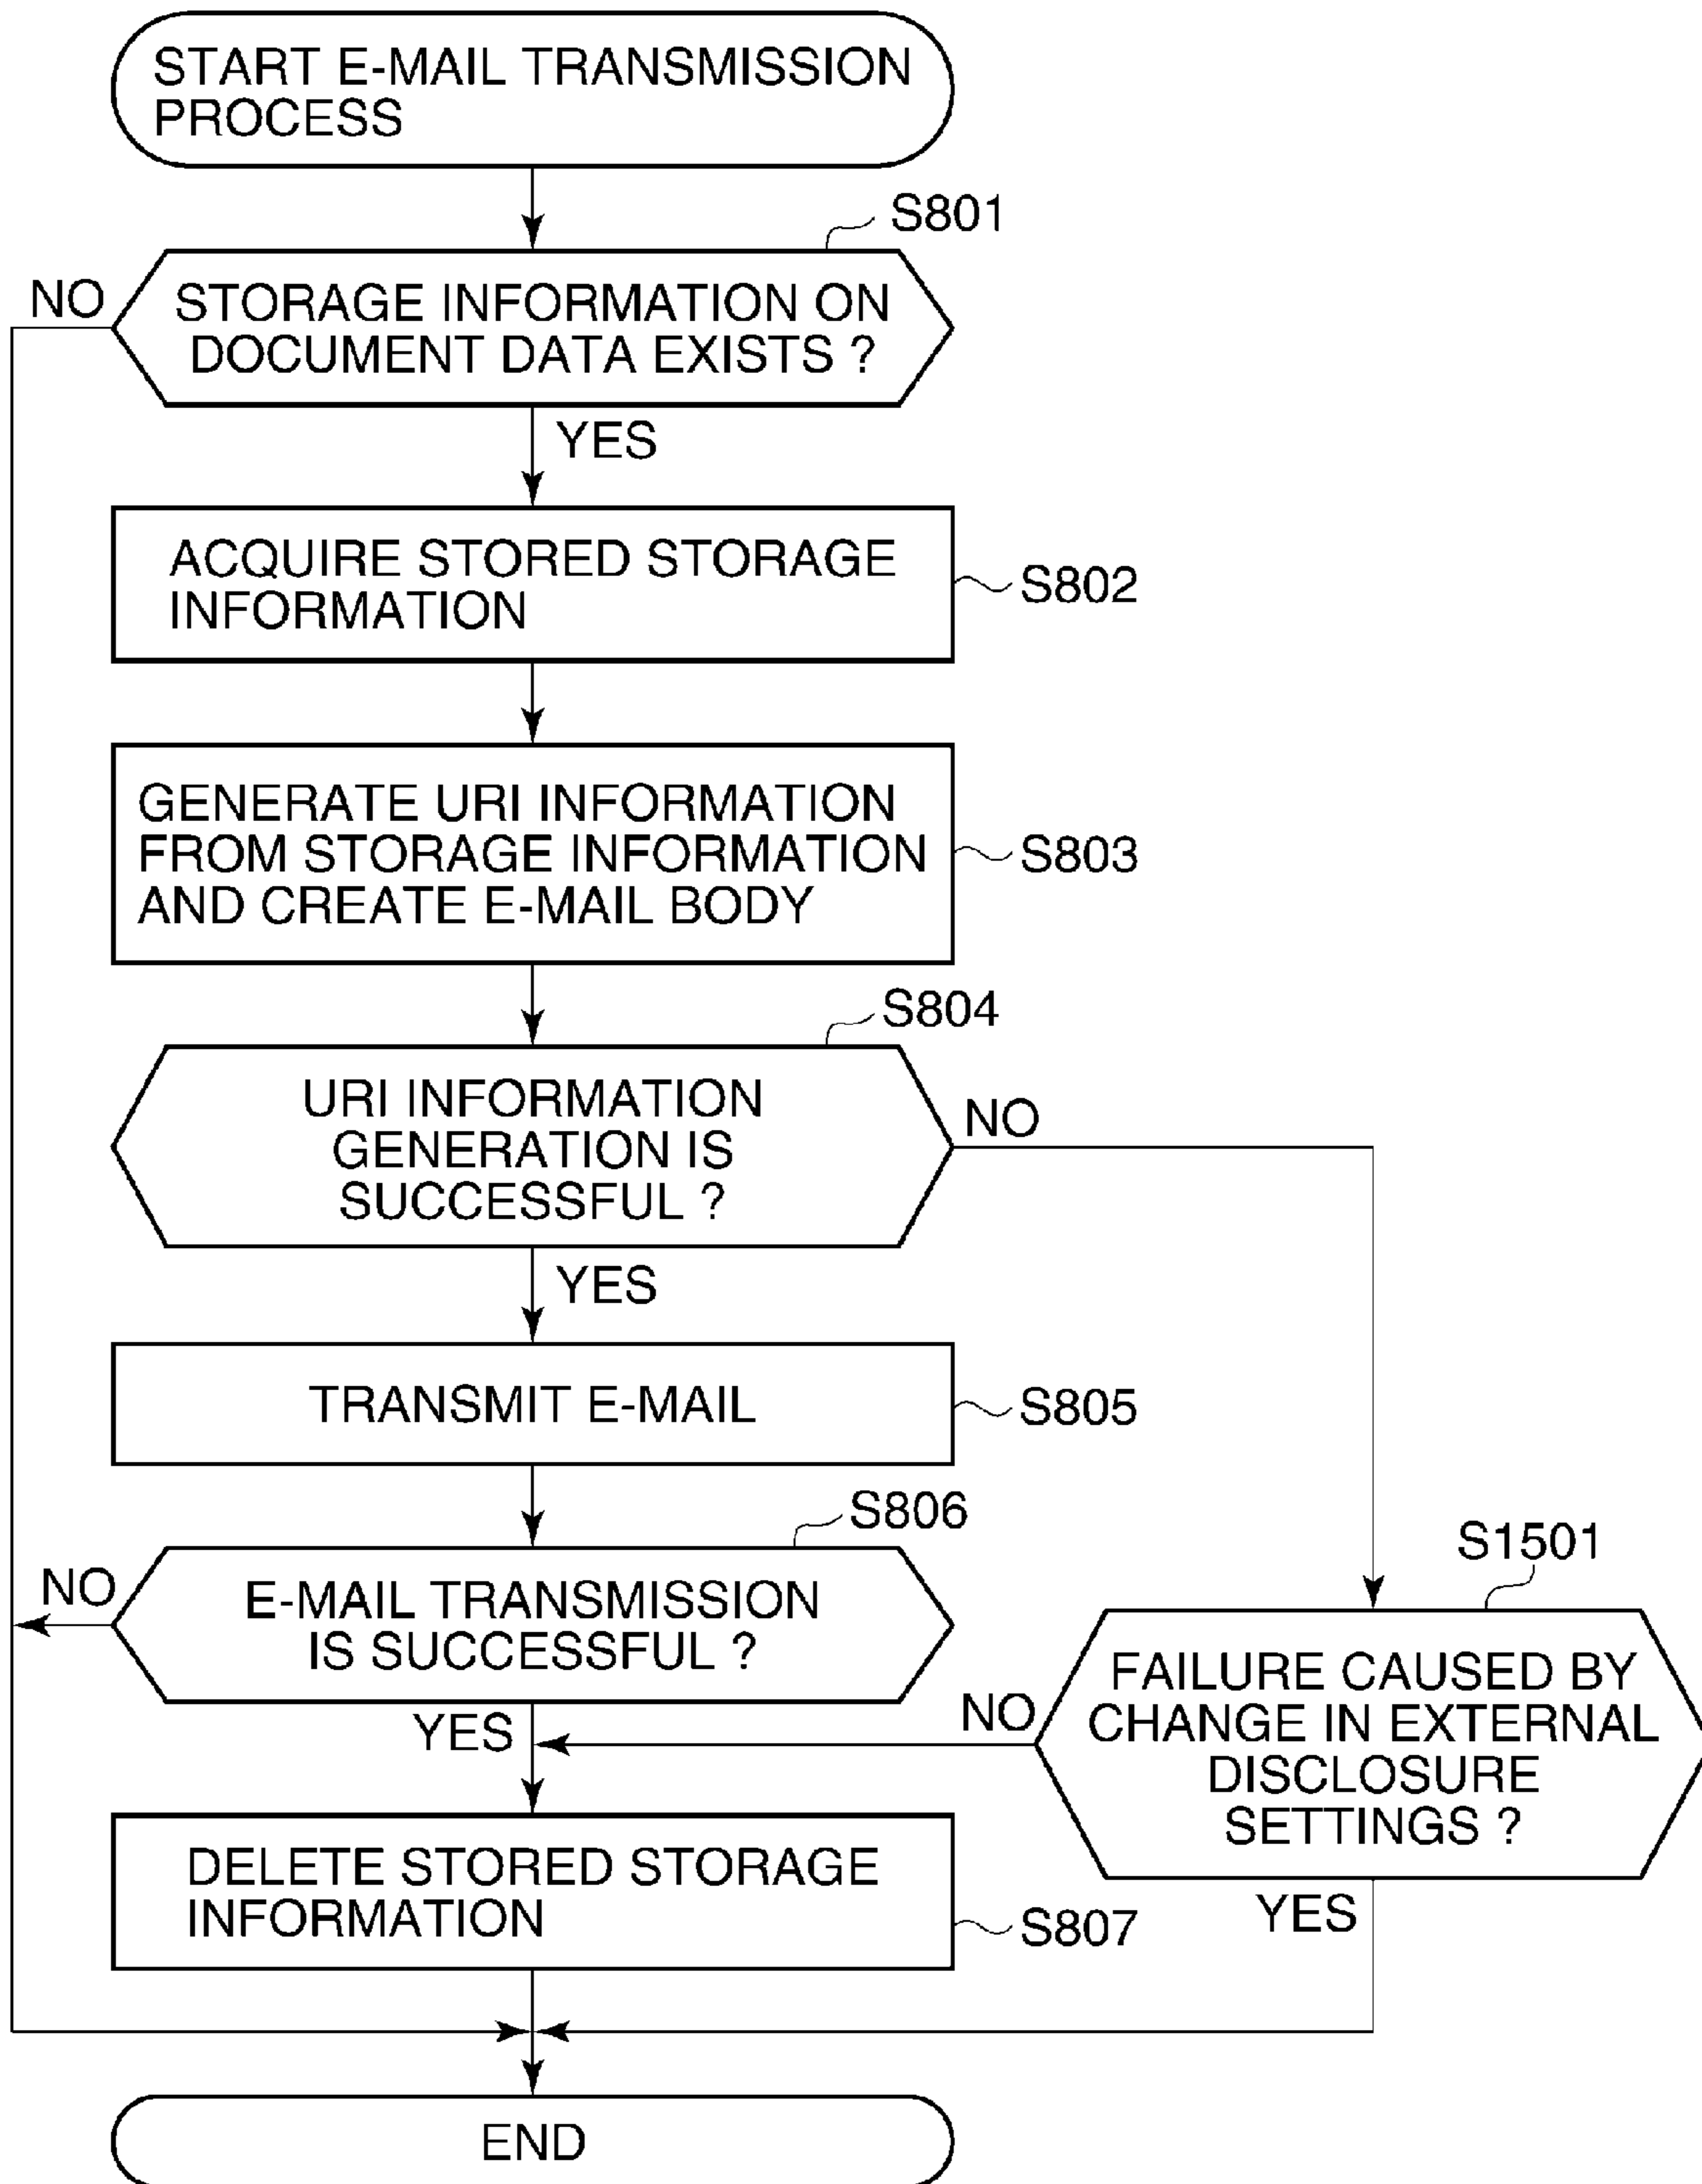 START E-MAIL TRANSMISSION
PROCESS
S801
NO
STORAGE INFORMATION ON
DOCUMENT DATA EXISTS ?
YES
ACQUIRE STORED STORAGE
INFORMATION
S802
GENERATE URI INFORMATION
FROM STORAGE INFORMATION
AND CREATE E-MAIL BODY
S803
S804
URI INFORMATION
GENERATION IS
SUCCESSFUL ?
NO
YES
TRANSMIT E-MAIL
S805
S806
NO
E-MAIL TRANSMISSION
IS SUCCESSFUL ?
YES
S1501
NO
FAILURE CAUSED BY
CHANGE IN EXTERNAL
DISCLOSURE
SETTINGS ?
YES
DELETE STORED STORAGE
INFORMATION
S807
END